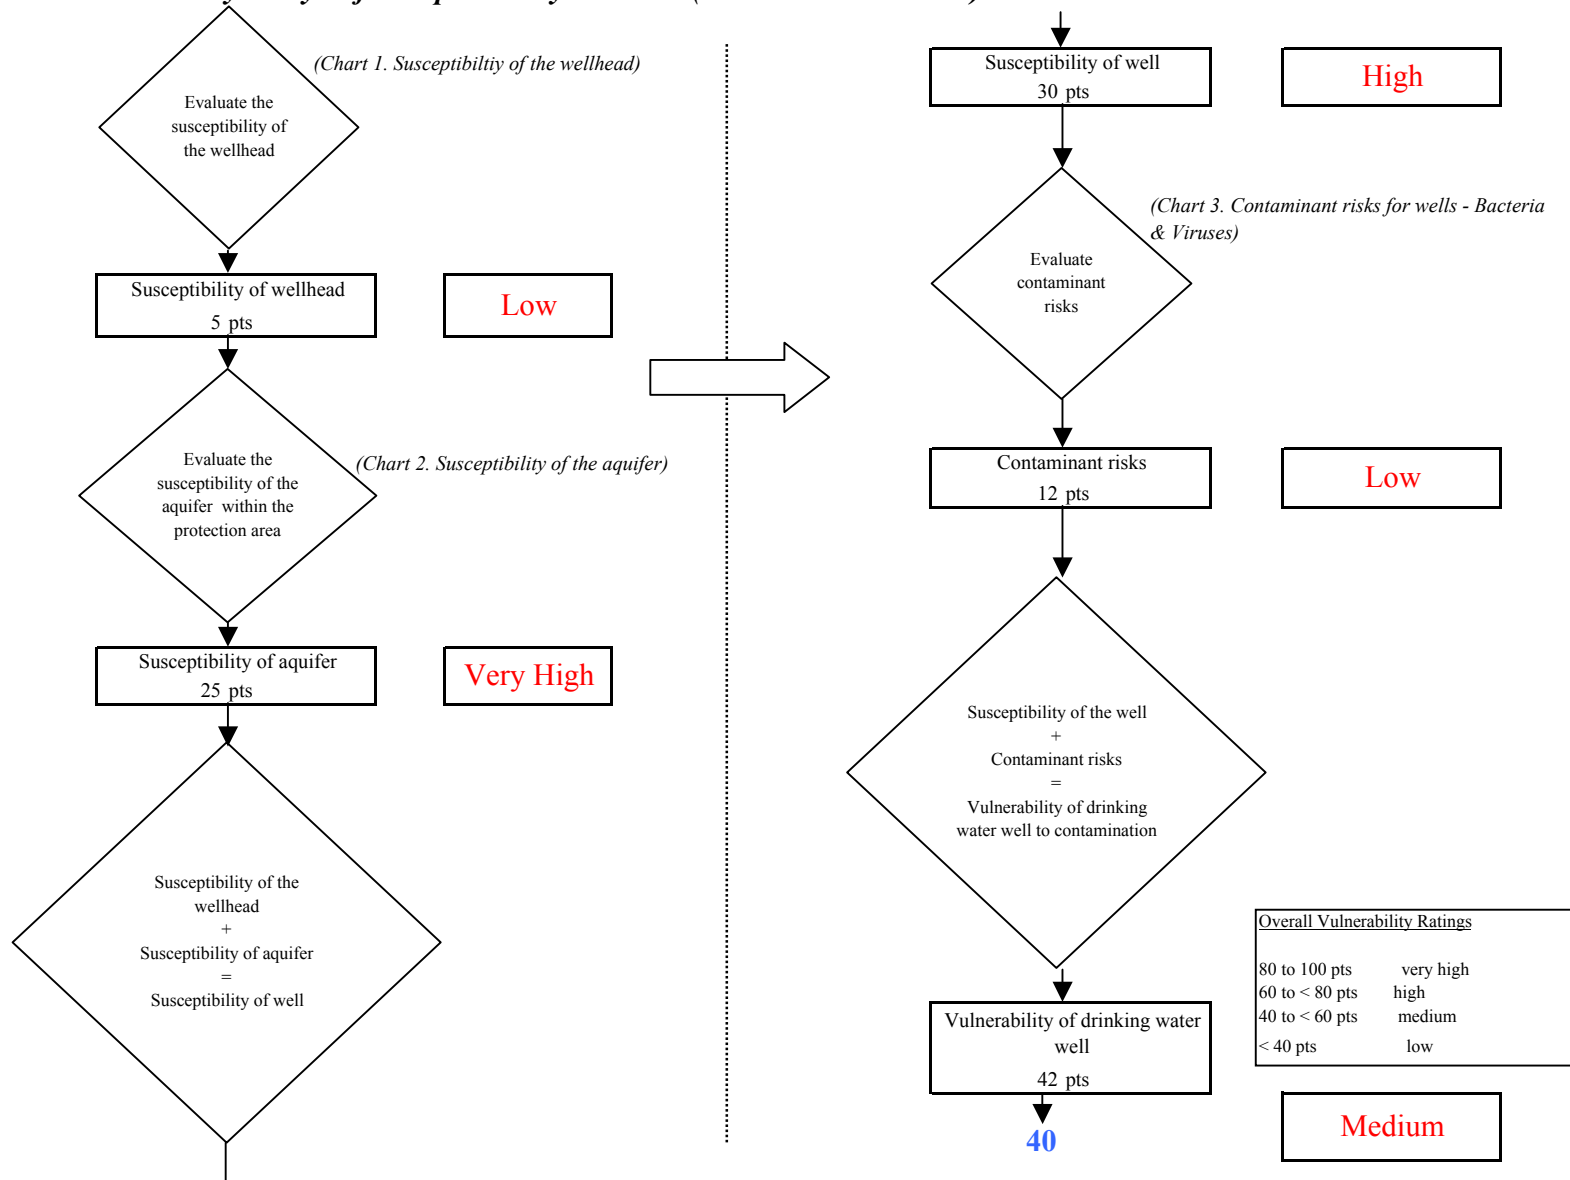 (Chart 1. Susceptibiltiy of the wellhead)
Evaluate the
susceptibility of
the wellhead
Susceptibility of wellhead
5 pts
Low
Evaluate the
susceptibility of the
aquifer within the
protection area
(Chart 2. Susceptibility of the aquifer)
Susceptibility of aquifer
25 pts
Very High
Susceptibility of the
wellhead
+
Susceptibility of aquifer
=
Susceptibility of well
Susceptibility of well
30 pts
High
(Chart 3. Contaminant risks for wells - Bacteria
& Viruses)
Evaluate
contaminant
risks
Contaminant risks
12 pts
Low
Susceptibility of the well
+
Contaminant risks
=
Vulnerability of drinking
water well to contamination
Vulnerability of drinking water
well
42 pts
40
Overall Vulnerability Ratings
80 to 100 pts very high
60 to < 80 pts high
40 to < 60 pts medium
< 40 pts low
Medium